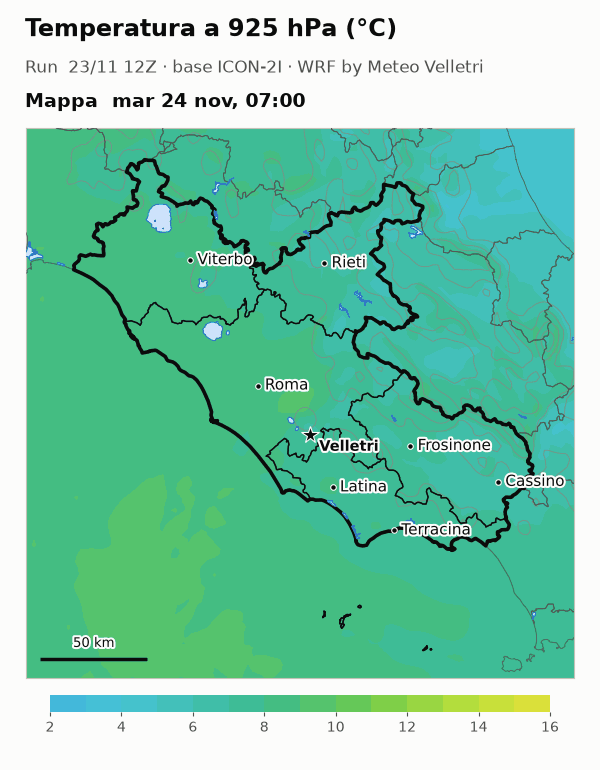 Temperatura a 925 hPa (°C)
Run  23/11 12Z · base ICON-2I · WRF by Meteo Velletri
Mappa  mar 24 nov, 07:00
Viterbo
Rieti
Roma
Velletri
Frosinone
Latina
Cassino
Terracina
50 km
2 4 6 8 10 12 14 16